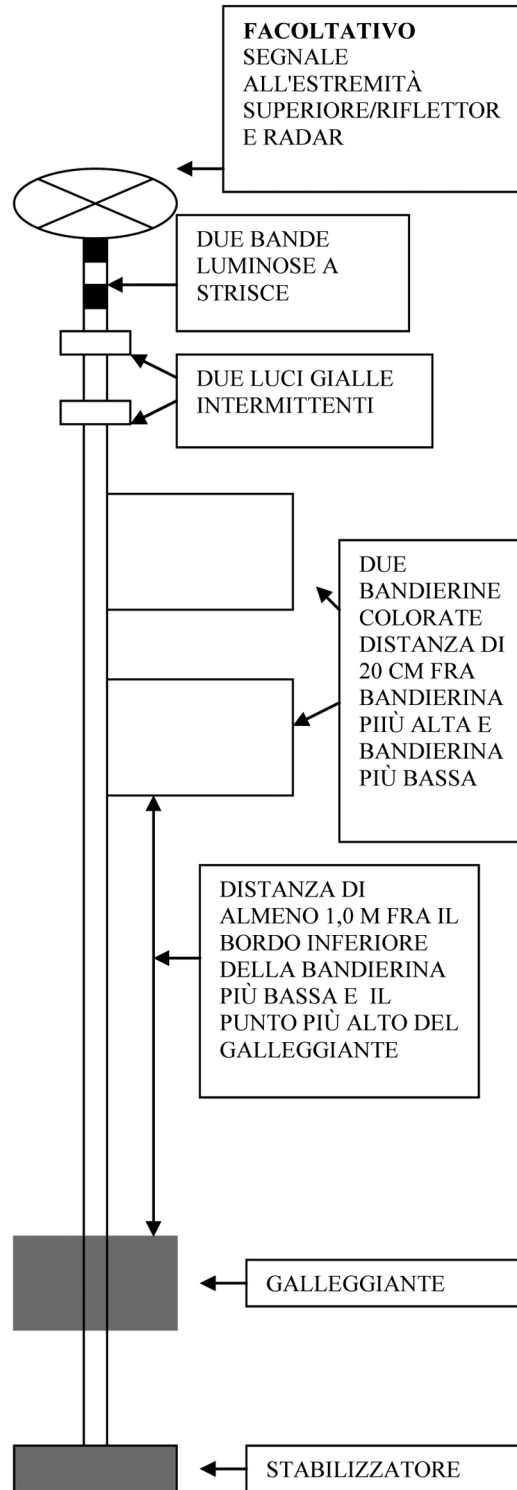 FACOLTATIVO
SEGNALE
ALL'ESTREMITÀ
SUPERIORE/RIFLETTOR
E RADAR
DUE BANDE
LUMINOSE A
STRISCE
DUE LUCI GIALLE
INTERMITTENTI
DUE
BANDIERINE
COLORATE
DISTANZA DI
20 CM FRA
BANDIERINA
PIIÙ ALTA E
BANDIERINA
PIÙ BASSA
DISTANZA DI
ALMENO 1,0 M FRA IL
BORDO INFERIORE
DELLA BANDIERINA
PIÙ BASSA E IL
PUNTO PIÙ ALTO DEL
GALLEGGIANTE
GALLEGGIANTE
STABILIZZATORE